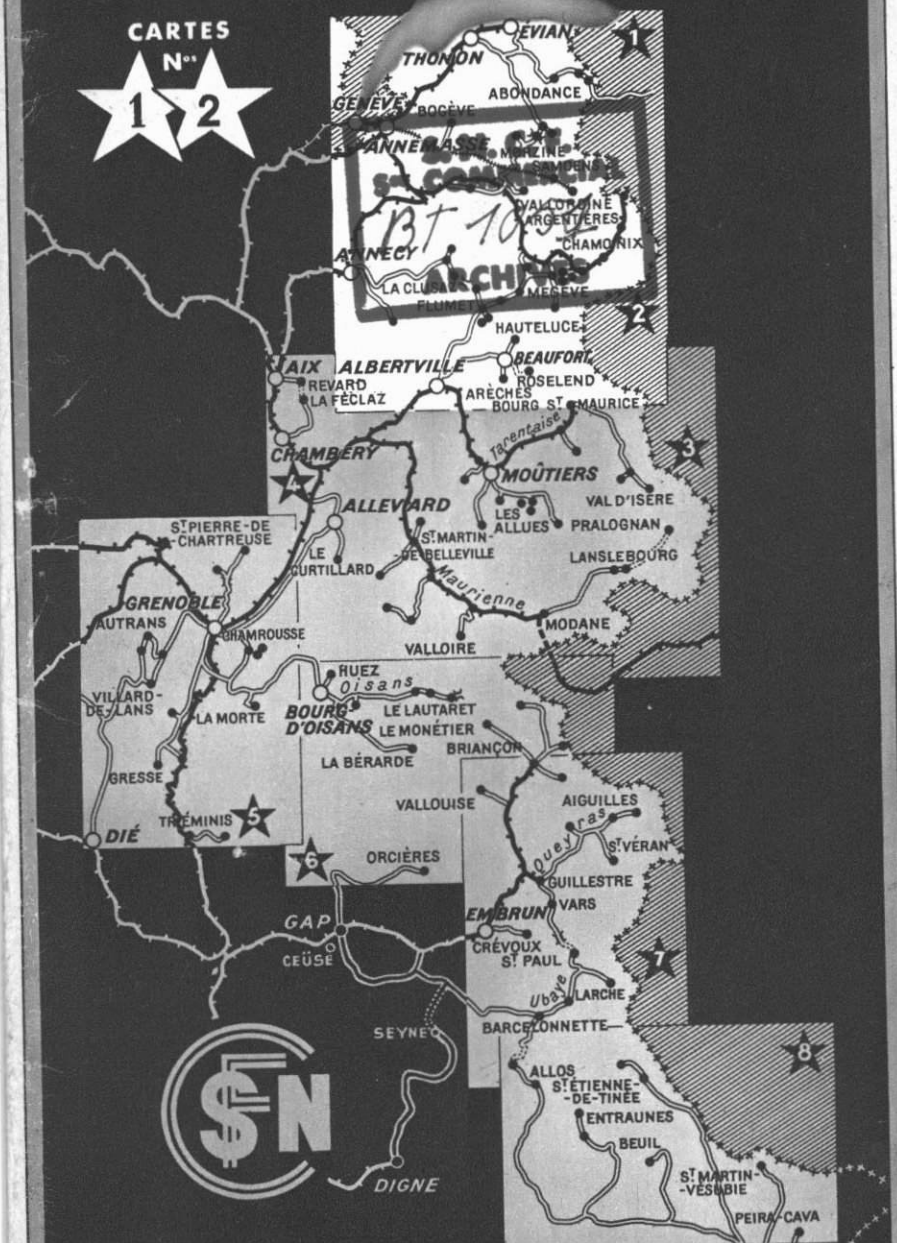 CARTES
Nos
1 2
1
ÉVIAN
THONON
ABONDANCE
GENÈVE
BOGÈVE
ANNEMASSE
MORZINE
SAMOENS
COMMERCIAL
VALLORCINE
ARGENTIÈRES
BT 10
CHAMONIX
ANNECY
ARCHIVES
LA CLUSAZ
MEGÈVE
FLUMET
2
HAUTELUCE
BEAUFORT
AIX
ALBERTVILLE
REVARD
ROSELEND
LA FÉCLAZ
ARÈCHES
BOURG ST MAURICE
Tarentaise
CHAMBÉRY
3
4
MOÛTIERS
VAL D'ISÈRE
ALLEVARD
LES ALLUES
PRALOGNAN
ST PIERRE-DE
CHARTREUSE
ST MARTIN-
-DE-BELLEVILLE
LE
CURTILLARD
LANSLEBOURG
Maurienne
GRENOBLE
AUTRANS
CHAMROUSSE
MODANE
VALLOIRE
HUEZ
Oisans
VILLARD-
DE-LANS
LA MORTE
BOURG-
D'OISANS
LE LAUTARET
LE MONÉTIER
BRIANÇON
LA BÉRARDE
GRESSE
VALLOUISE
AIGUILLES
TRÉMINIS
5
DIÉ
Queyras
ST VÉRAN
6
ORCIÈRES
GUILLESTRE
VARS
EMBRUN
GAP
CEÜSE
CRÉVOUX
ST PAUL
7
Ubaye
LARCHE
SEYNE
BARCELONNETTE
8
ALLOS
ST ÉTIENNE-
-DE-TINÉE
SNCF
ENTRAUNES
BEUIL
ST MARTIN-
-VÉSUBIE
DIGNE
PEIRA-CAVA